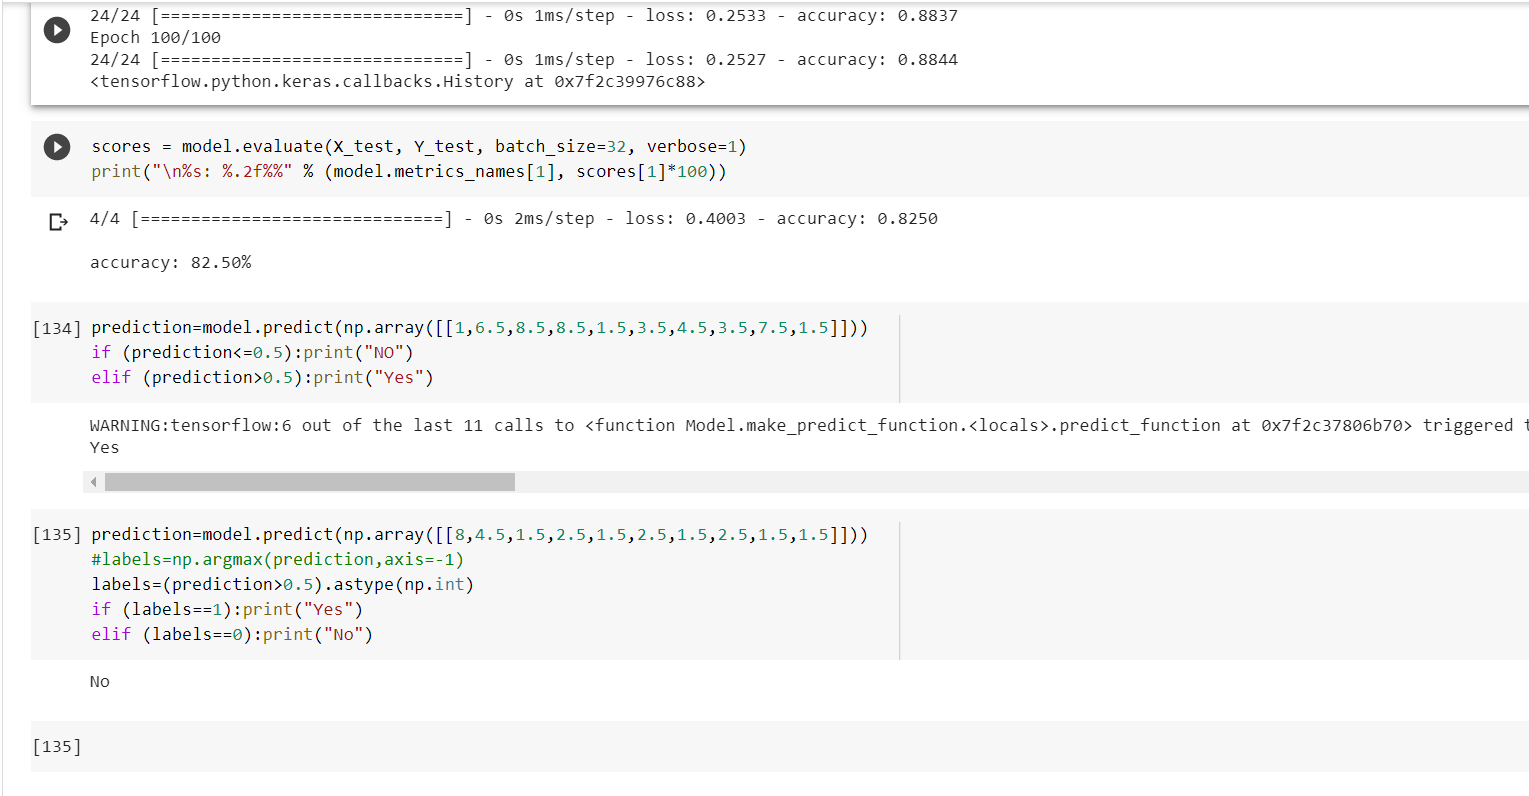 24/24 [==============================] - 0s 1ms/step - loss: 0.2533 - accuracy: 0.8837
Epoch 100/100
24/24 [==============================] - 0s 1ms/step - loss: 0.2527 - accuracy: 0.8844
<tensorflow.python.keras.callbacks.History at 0x7f2c39976c88>
scores = model.evaluate(X_test, Y_test, batch_size=32, verbose=1)
print("\n%s: %.2f%%" % (model.metrics_names[1], scores[1]*100))
4/4 [==============================] - 0s 2ms/step - loss: 0.4003 - accuracy: 0.8250
accuracy: 82.50%
[134] prediction=model.predict(np.array([[1,6.5,8.5,8.5,1.5,3.5,4.5,3.5,7.5,1.5]]))
if (prediction<=0.5):print("NO")
elif (prediction>0.5):print("Yes")
WARNING:tensorflow:6 out of the last 11 calls to <function Model.make_predict_function.<locals>.predict_function at 0x7f2c37806b70> triggered t
Yes
[135] prediction=model.predict(np.array([[8,4.5,1.5,2.5,1.5,2.5,1.5,2.5,1.5,1.5]]))
#labels=np.argmax(prediction,axis=-1)
labels=(prediction>0.5).astype(np.int)
if (labels==1):print("Yes")
elif (labels==0):print("No")
No
[135]